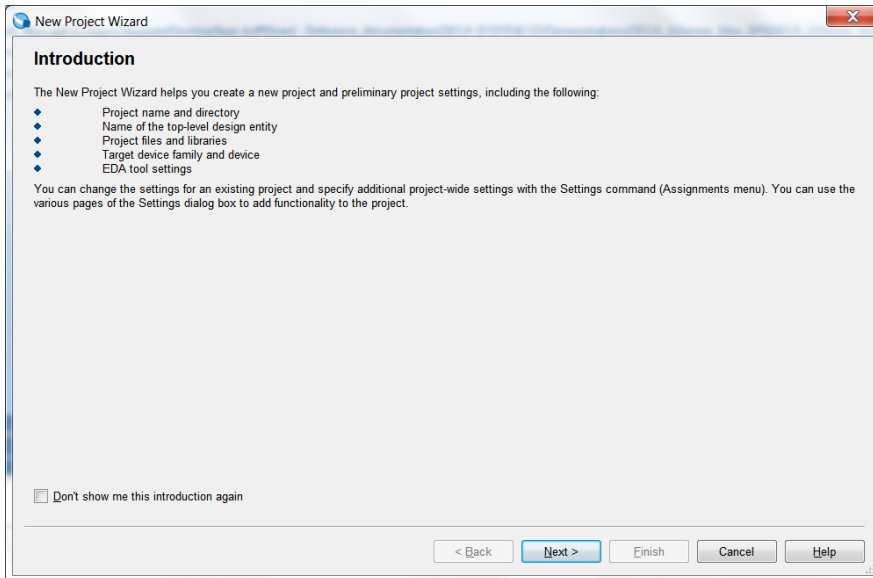 New Project Wizard
Introduction
The New Project Wizard helps you create a new project and preliminary project settings, including the following:
Project name and directory
Name of the top-level design entity
Project files and libraries
Target device family and device
EDA tool settings
You can change the settings for an existing project and specify additional project-wide settings with the Settings command (Assignments menu). You can use the
various pages of the Settings dialog box to add functionality to the project.
Don't show me this introduction again
< Back Next > Finish Cancel Help